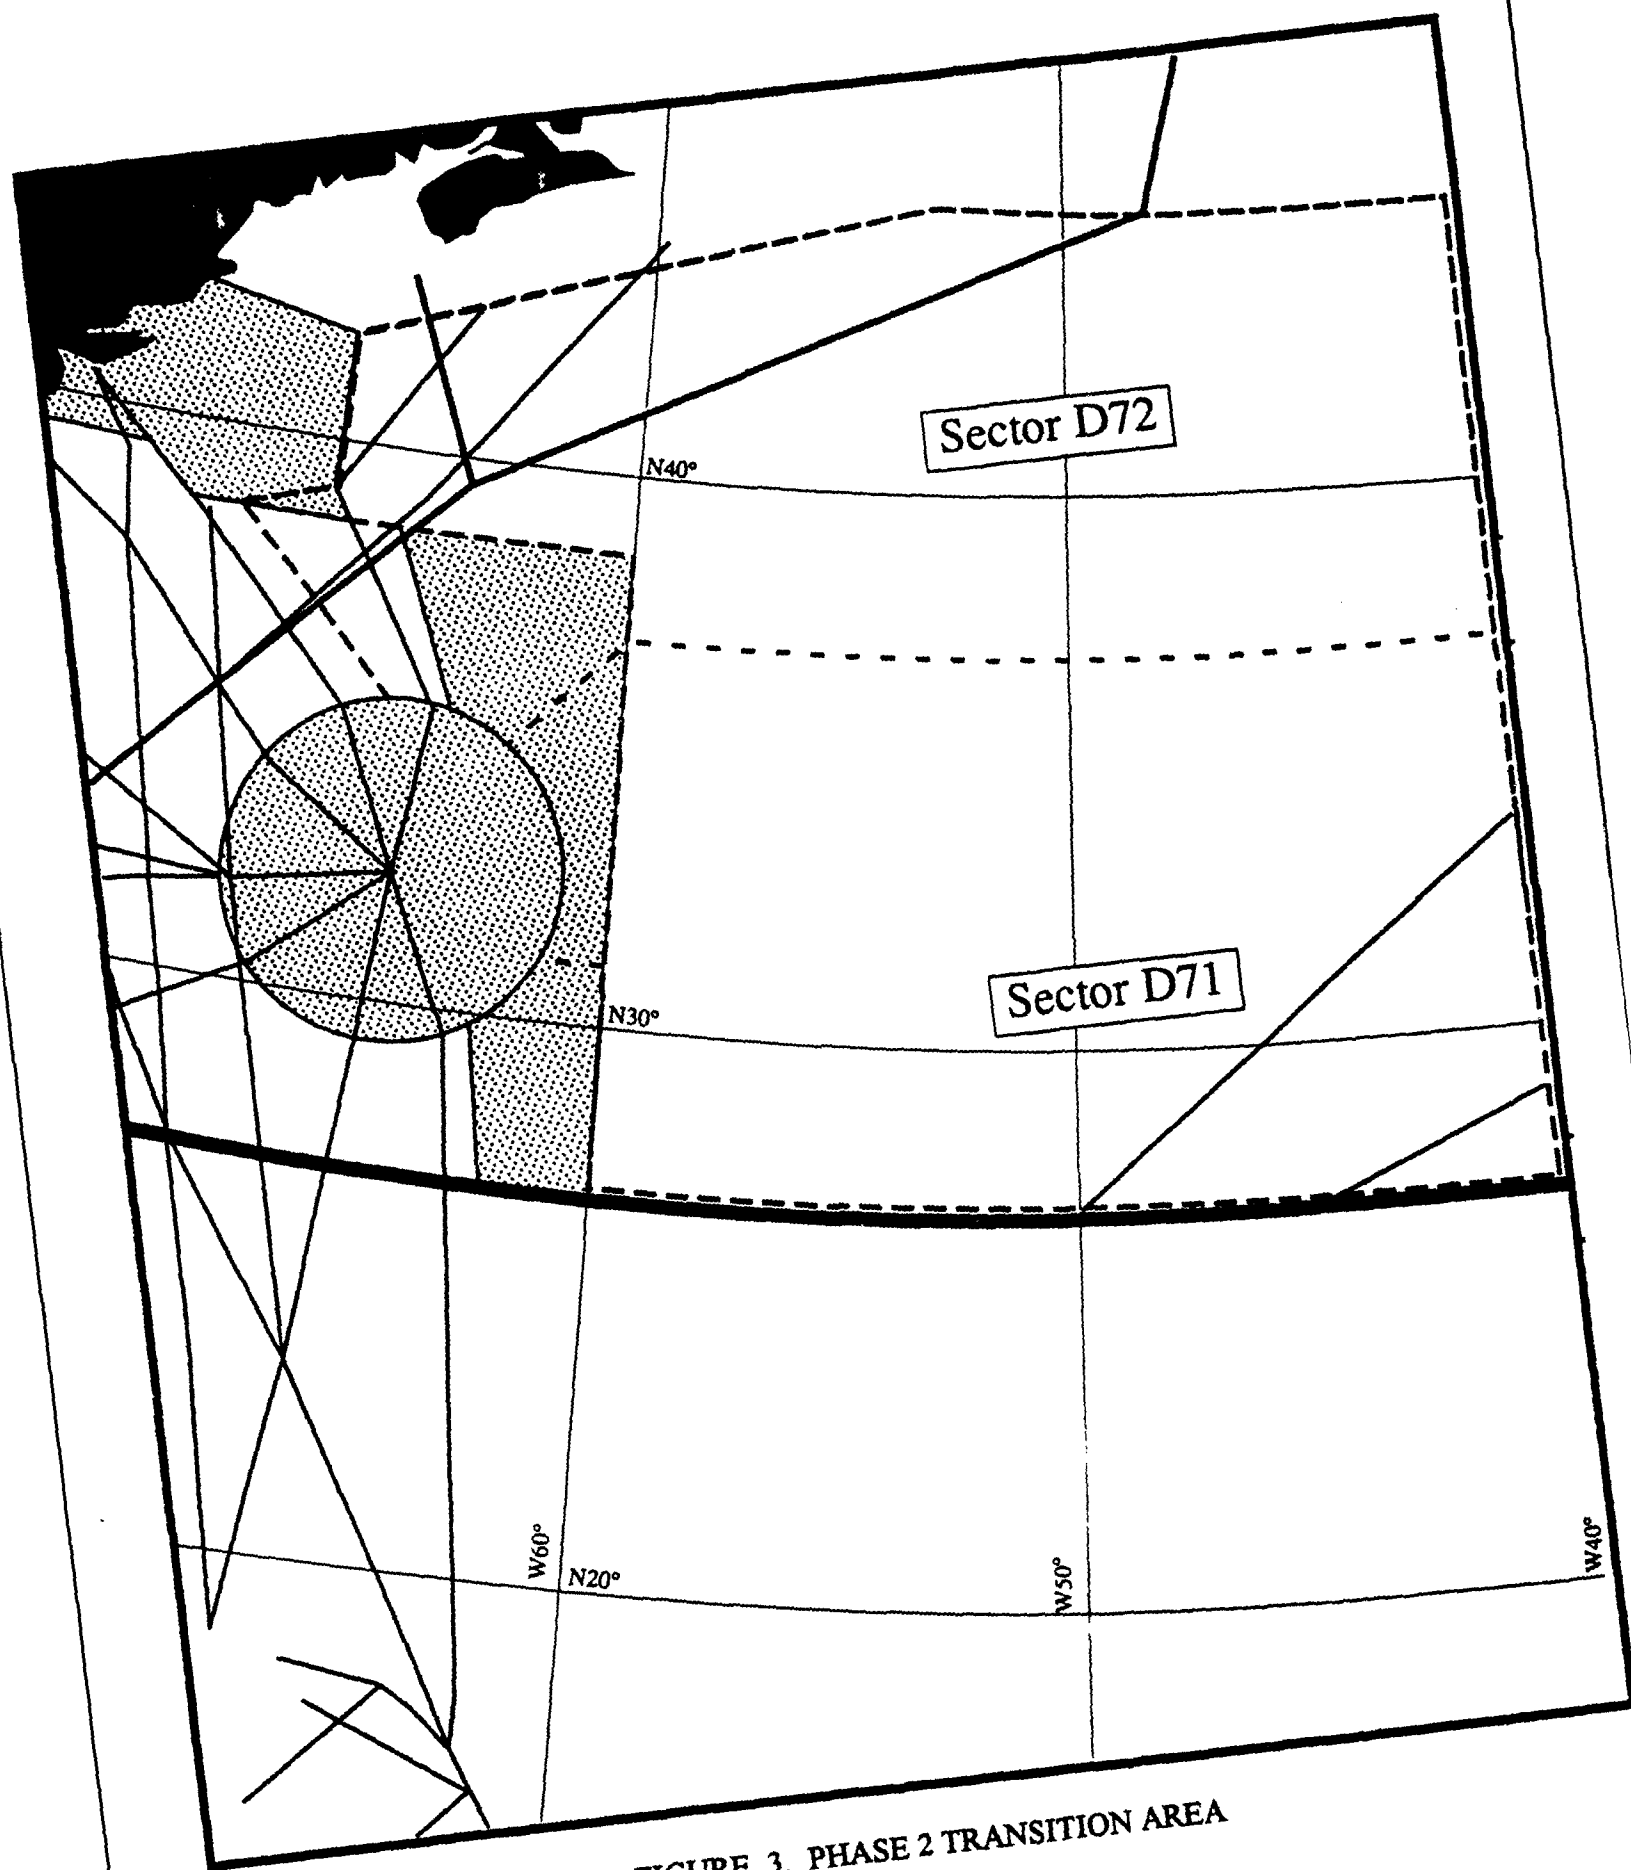 Sector D72
N40°
Sector D71
N30°
W60°
N20°
W50°
W40°
FIGURE 3. PHASE 2 TRANSITION AREA